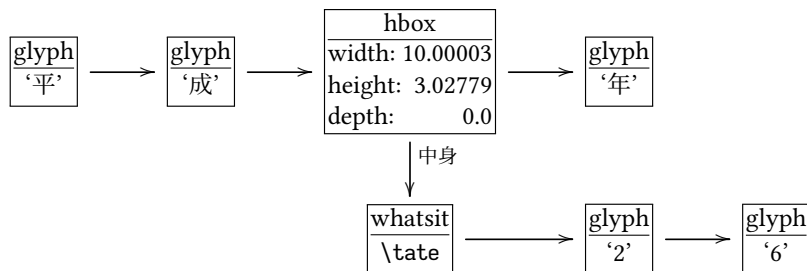 glyph
‘平’
glyph
‘成’
hbox
width: 10.00003
height: 3.02779
depth: 0.0
glyph
‘年’
中身
whatsit
\tate
glyph
‘2’
glyph
‘6’